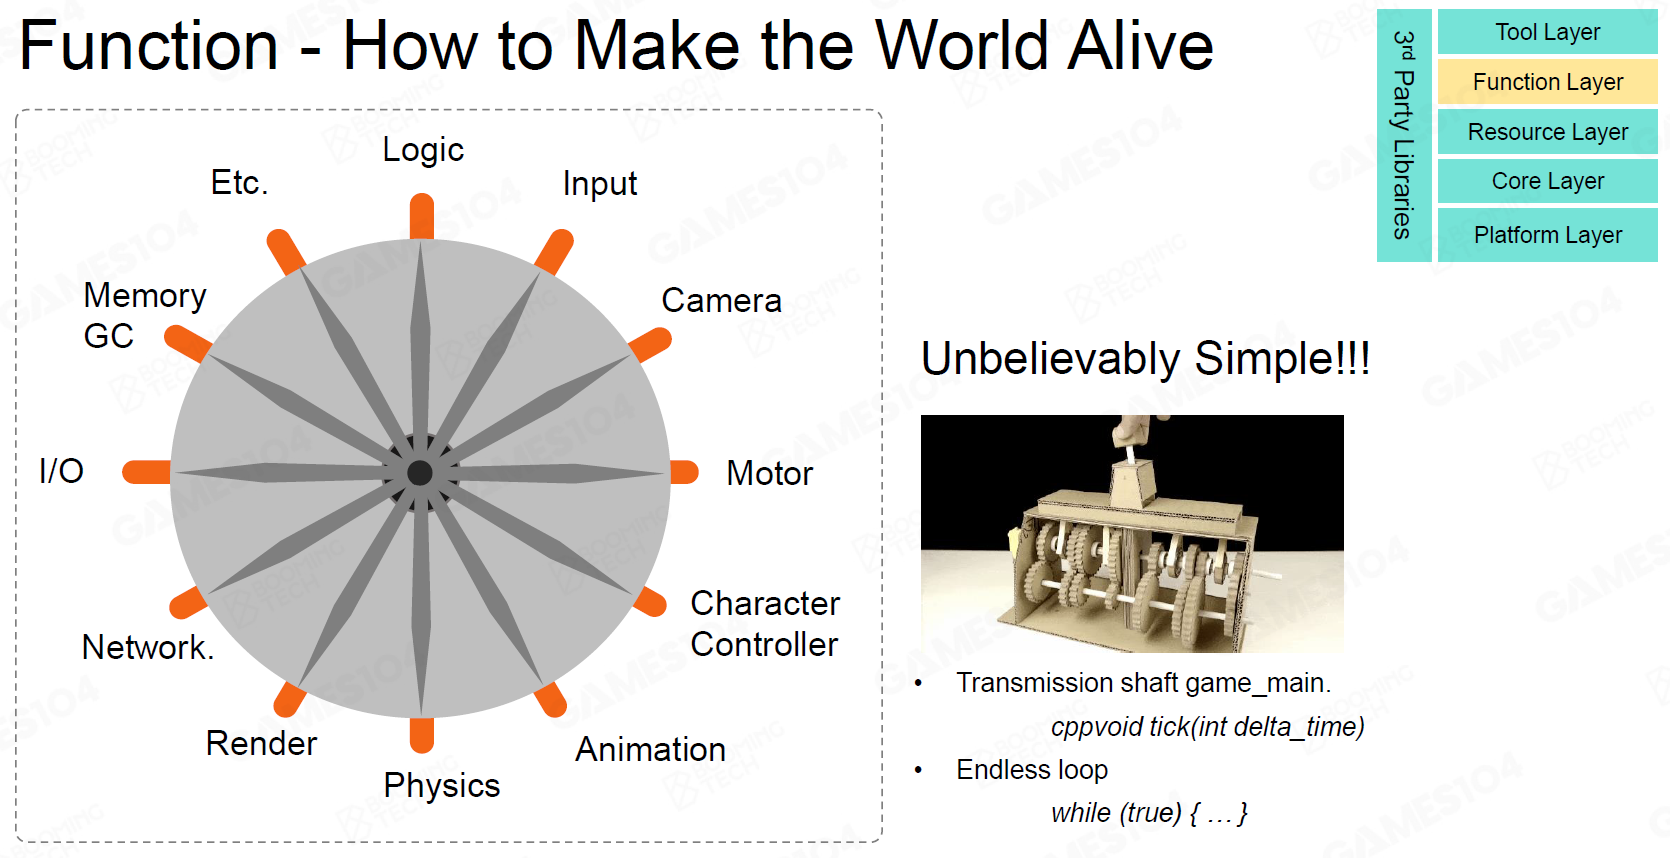 Function - How to Make the World Alive
3rd Party Libraries
Tool Layer
Function Layer
Resource Layer
Core Layer
Platform Layer
Logic
Input
Camera
Motor
Character
Controller
Animation
Physics
Render
Network.
I/O
Memory
GC
Etc.
Unbelievably Simple!!!
• Transmission shaft game_main.
cppvoid tick(int delta_time)
• Endless loop
while (true) { … }
GAMES104
BOOMING
TECH